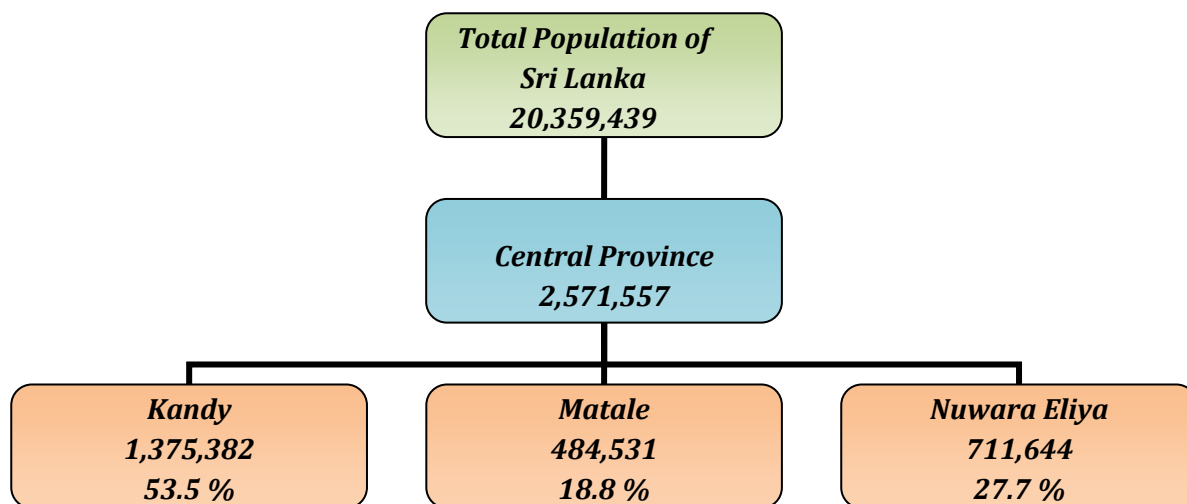 Total Population of
Sri Lanka
20,359,439
Central Province
2,571,557
Kandy
1,375,382
53.5 %
Matale
484,531
18.8 %
Nuwara Eliya
711,644
27.7 %